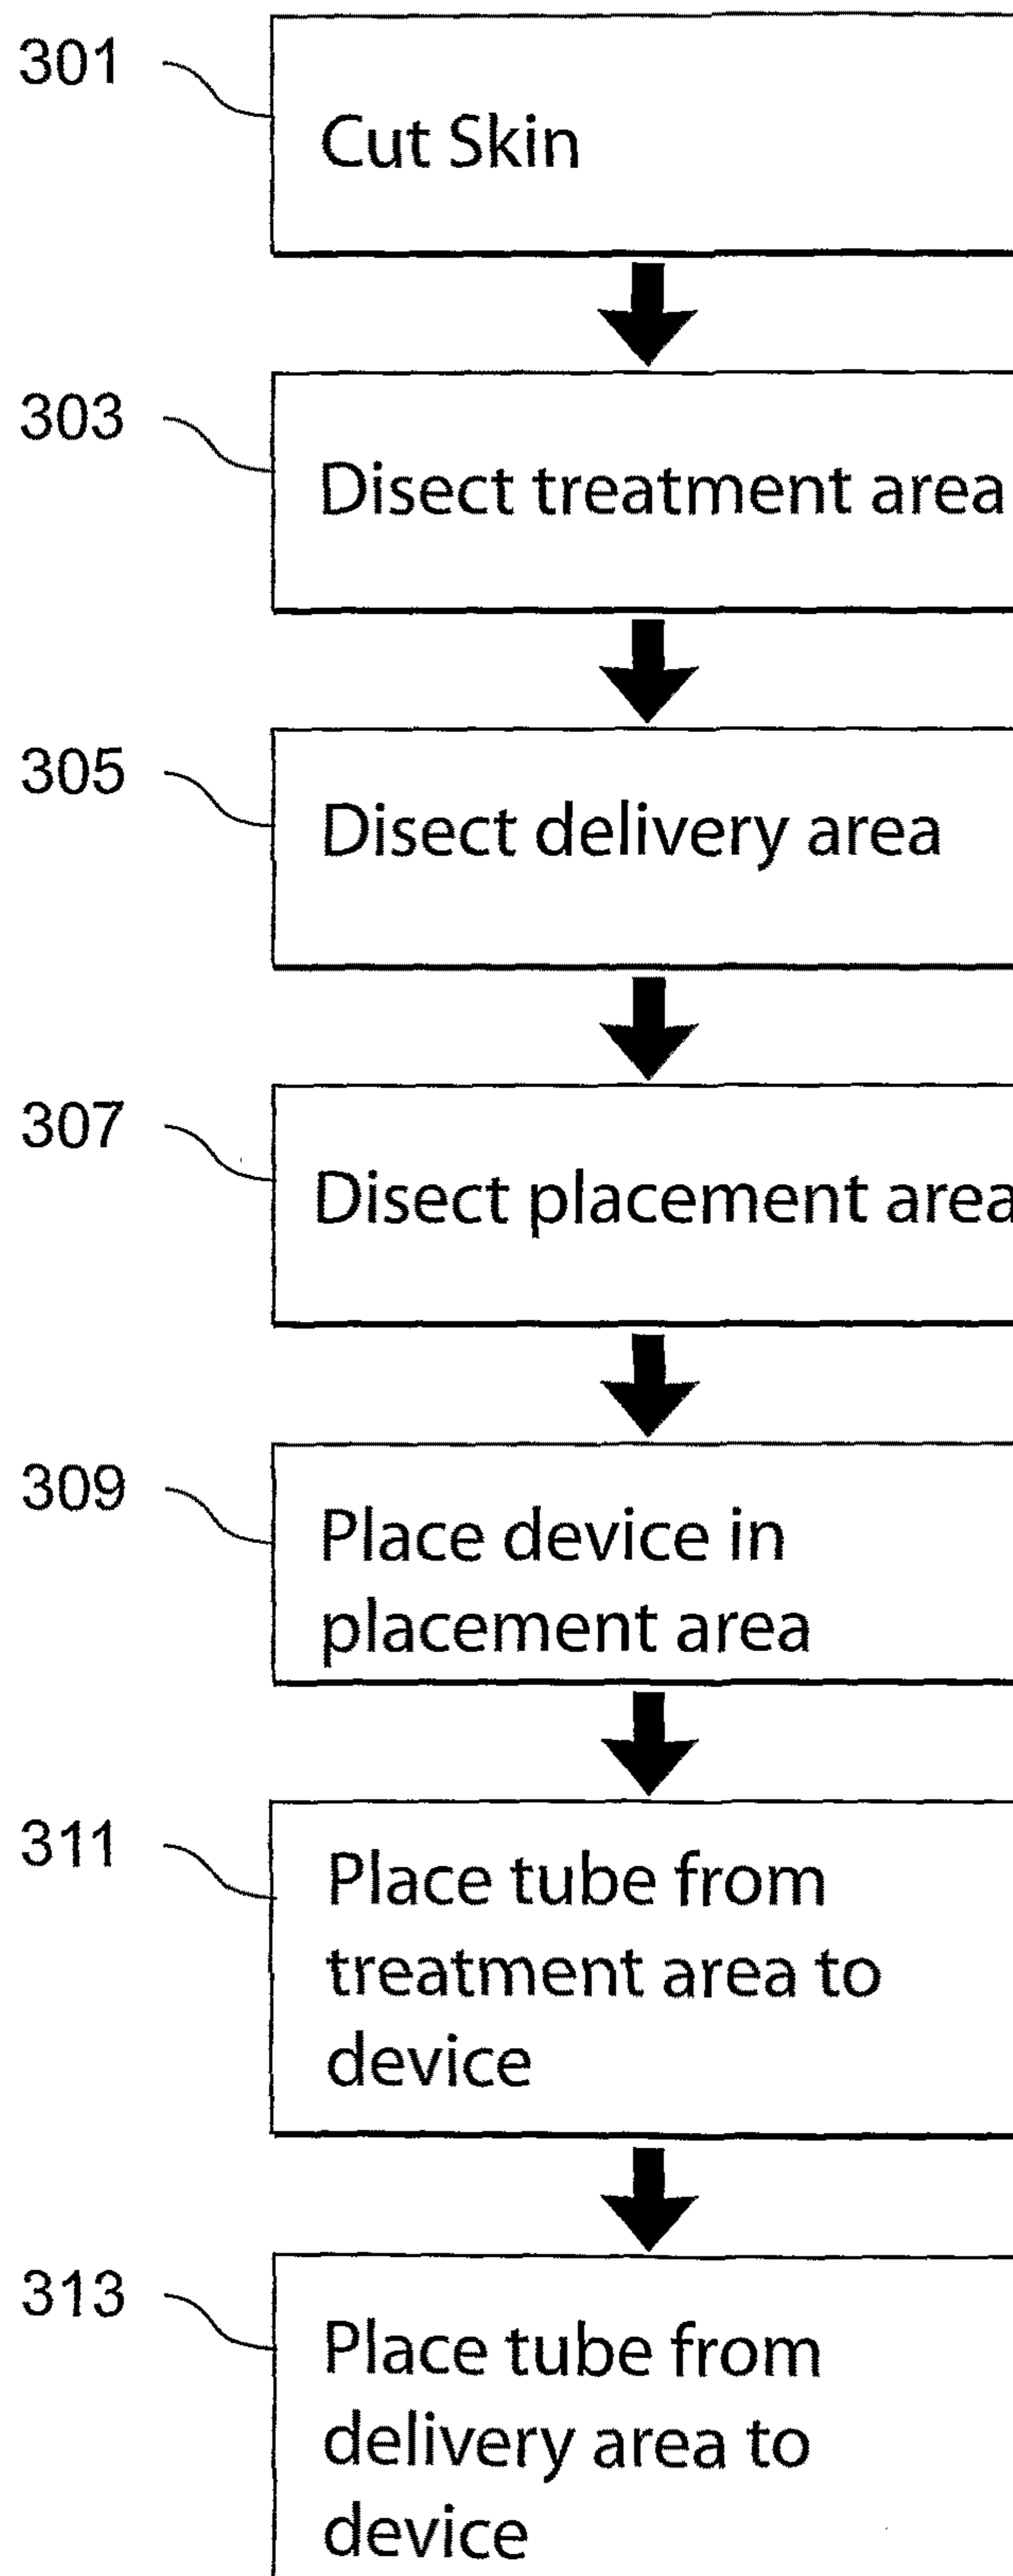 301
Cut Skin
303
Disect treatment area
305
Disect delivery area
307
Disect placement area
309
Place device in
placement area
311
Place tube from
treatment area to
device
313
Place tube from
delivery area to
device